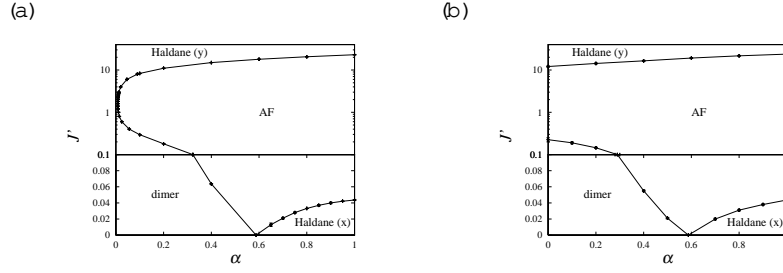 (a)
Haldane (y)
10
1
AF
J'
0.1
0.08
0.06
0.04
0.02
0
dimer
Haldane (x)
0 0.2 0.4 0.6 0.8 1
α
(b)
Haldane (y)
10
1
AF
J'
0.1
0.08
0.06
0.04
0.02
0
dimer
Haldane (x)
0 0.2 0.4 0.6 0.8
α